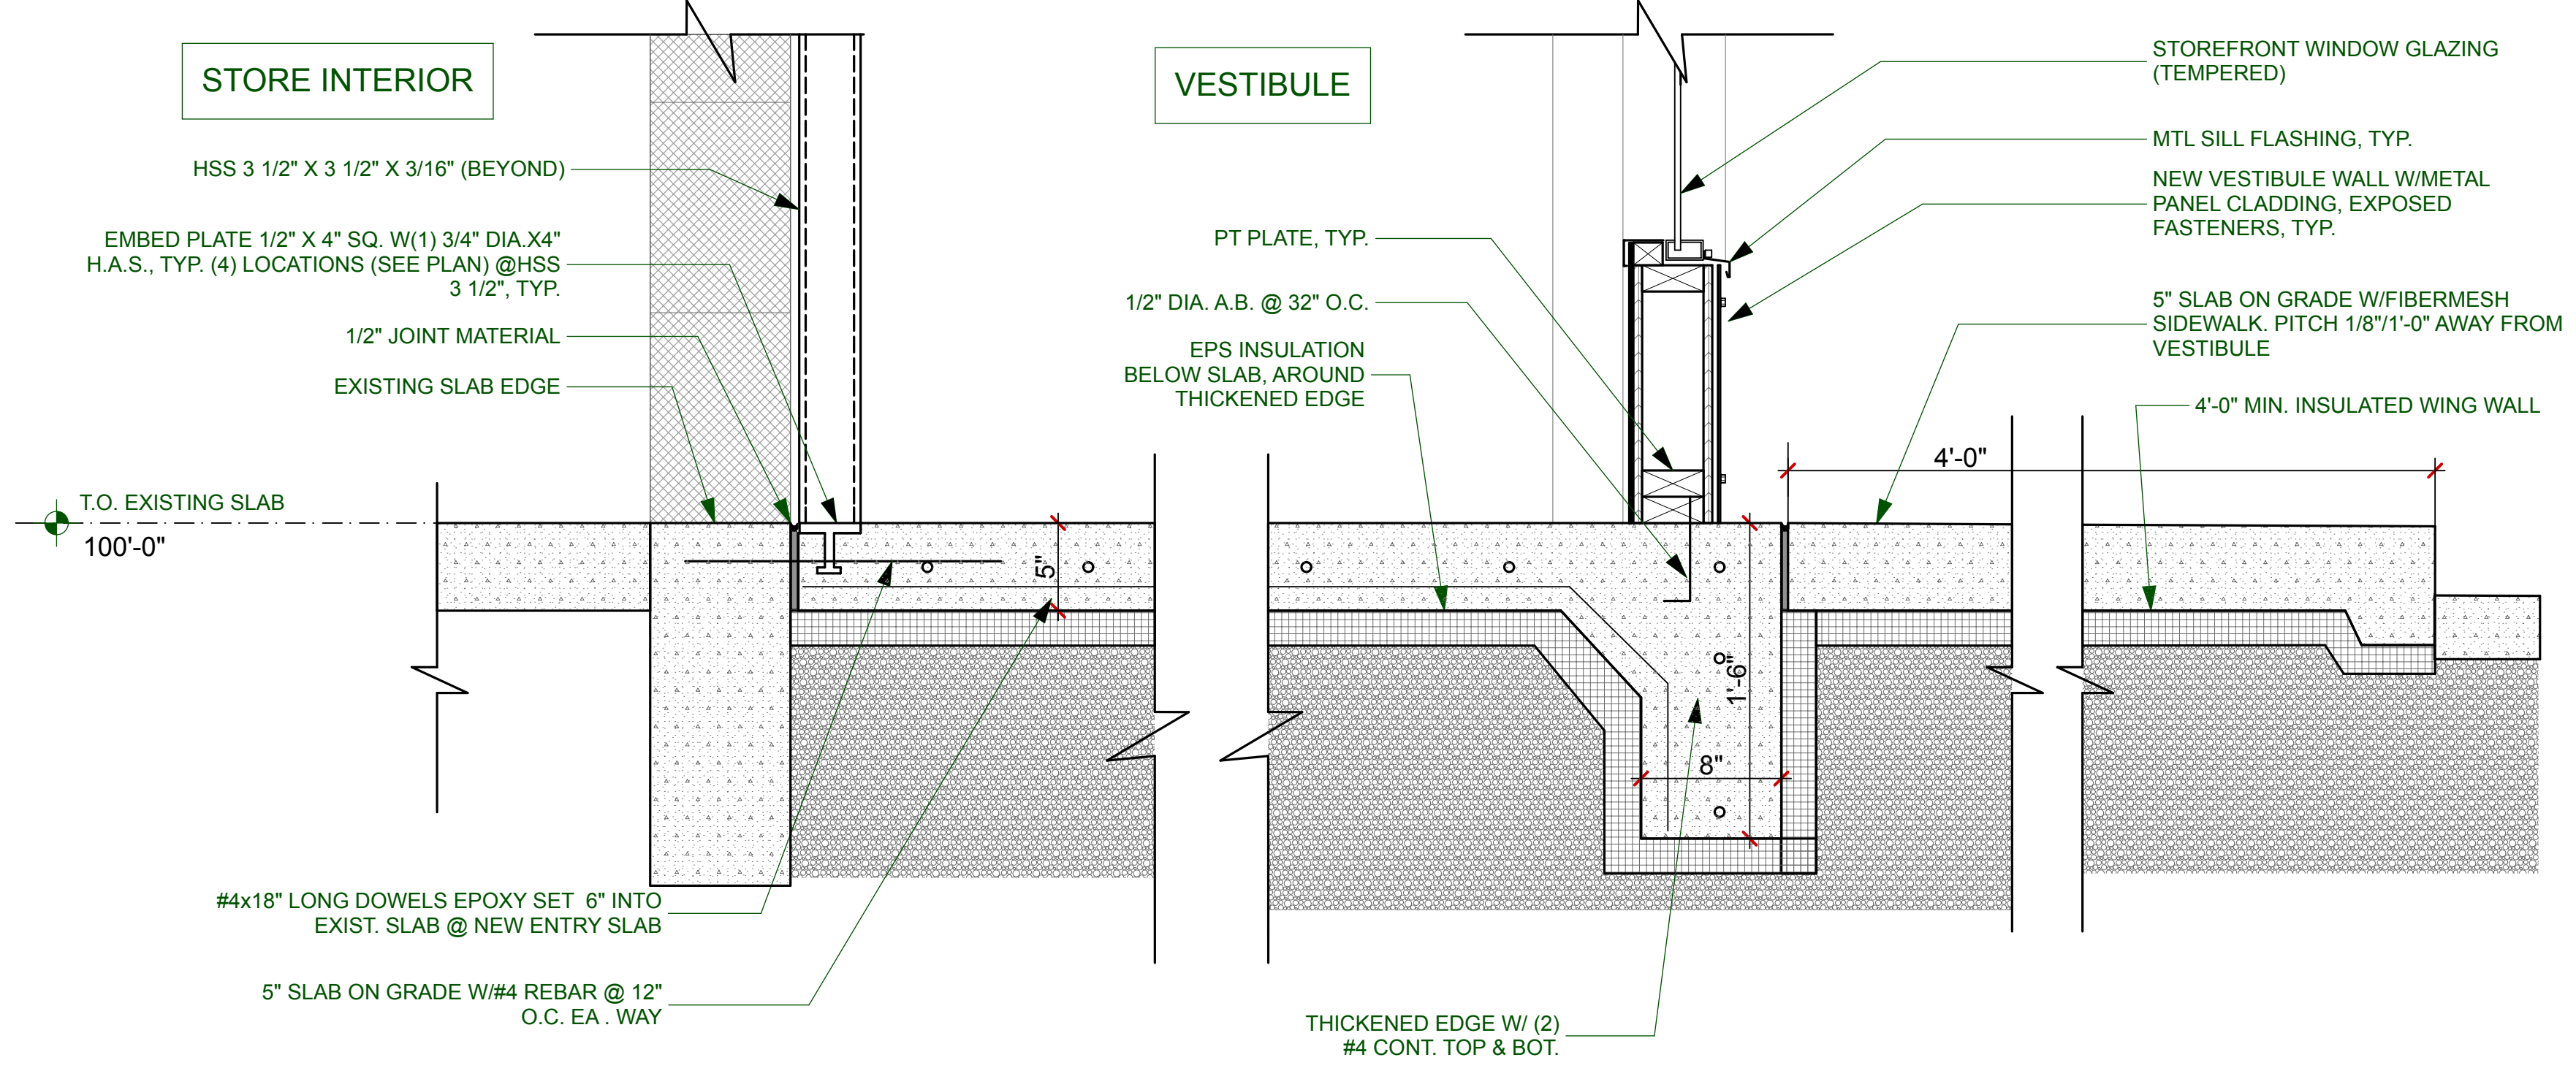 STORE INTERIOR
HSS 3 1/2" X 3 1/2" X 3/16" (BEYOND)
EMBED PLATE 1/2" X 4" SQ. W(1) 3/4" DIA.X4"
H.A.S., TYP. (4) LOCATIONS (SEE PLAN) @HSS
3 1/2", TYP.
1/2" JOINT MATERIAL
EXISTING SLAB EDGE
T.O. EXISTING SLAB
100'-0"
#4x18" LONG DOWELS EPOXY SET  6" INTO
EXIST. SLAB @ NEW ENTRY SLAB
5" SLAB ON GRADE W/#4 REBAR @ 12"
O.C. EA . WAY
5"
VESTIBULE
PT PLATE, TYP.
1/2" DIA. A.B. @ 32" O.C.
EPS INSULATION
BELOW SLAB, AROUND
THICKENED EDGE
1'-6"
8"
THICKENED EDGE W/ (2)
#4 CONT. TOP & BOT.
STOREFRONT WINDOW GLAZING
(TEMPERED)
MTL SILL FLASHING, TYP.
NEW VESTIBULE WALL W/METAL
PANEL CLADDING, EXPOSED
FASTENERS, TYP.
5" SLAB ON GRADE W/FIBERMESH
SIDEWALK. PITCH 1/8"/1'-0" AWAY FROM
VESTIBULE
4'-0" MIN. INSULATED WING WALL
4'-0"